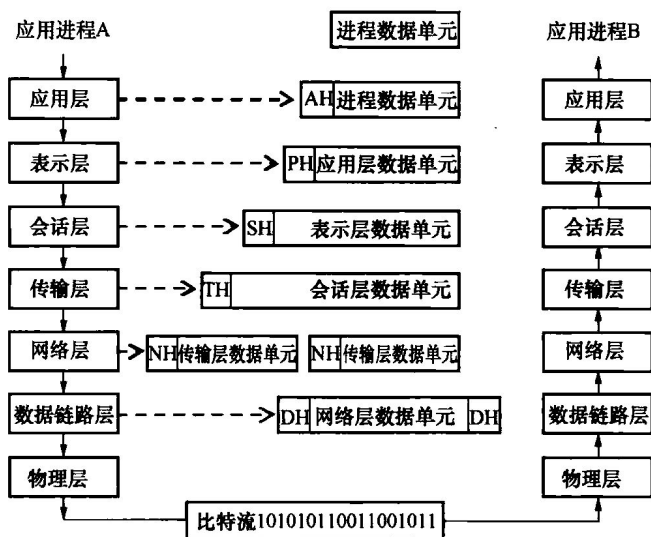 应用进程A 进程数据单元 应用进程B
应用层 AH 进程数据单元 应用层
表示层 PH 应用层数据单元 表示层
会话层 SH 表示层数据单元 会话层
传输层 TH 会话层数据单元 传输层
网络层 NH 传输层数据单元 NH 传输层数据单元 网络层
数据链路层 DH 网络层数据单元 DH 数据链路层
物理层 物理层
比特流101010110011001011